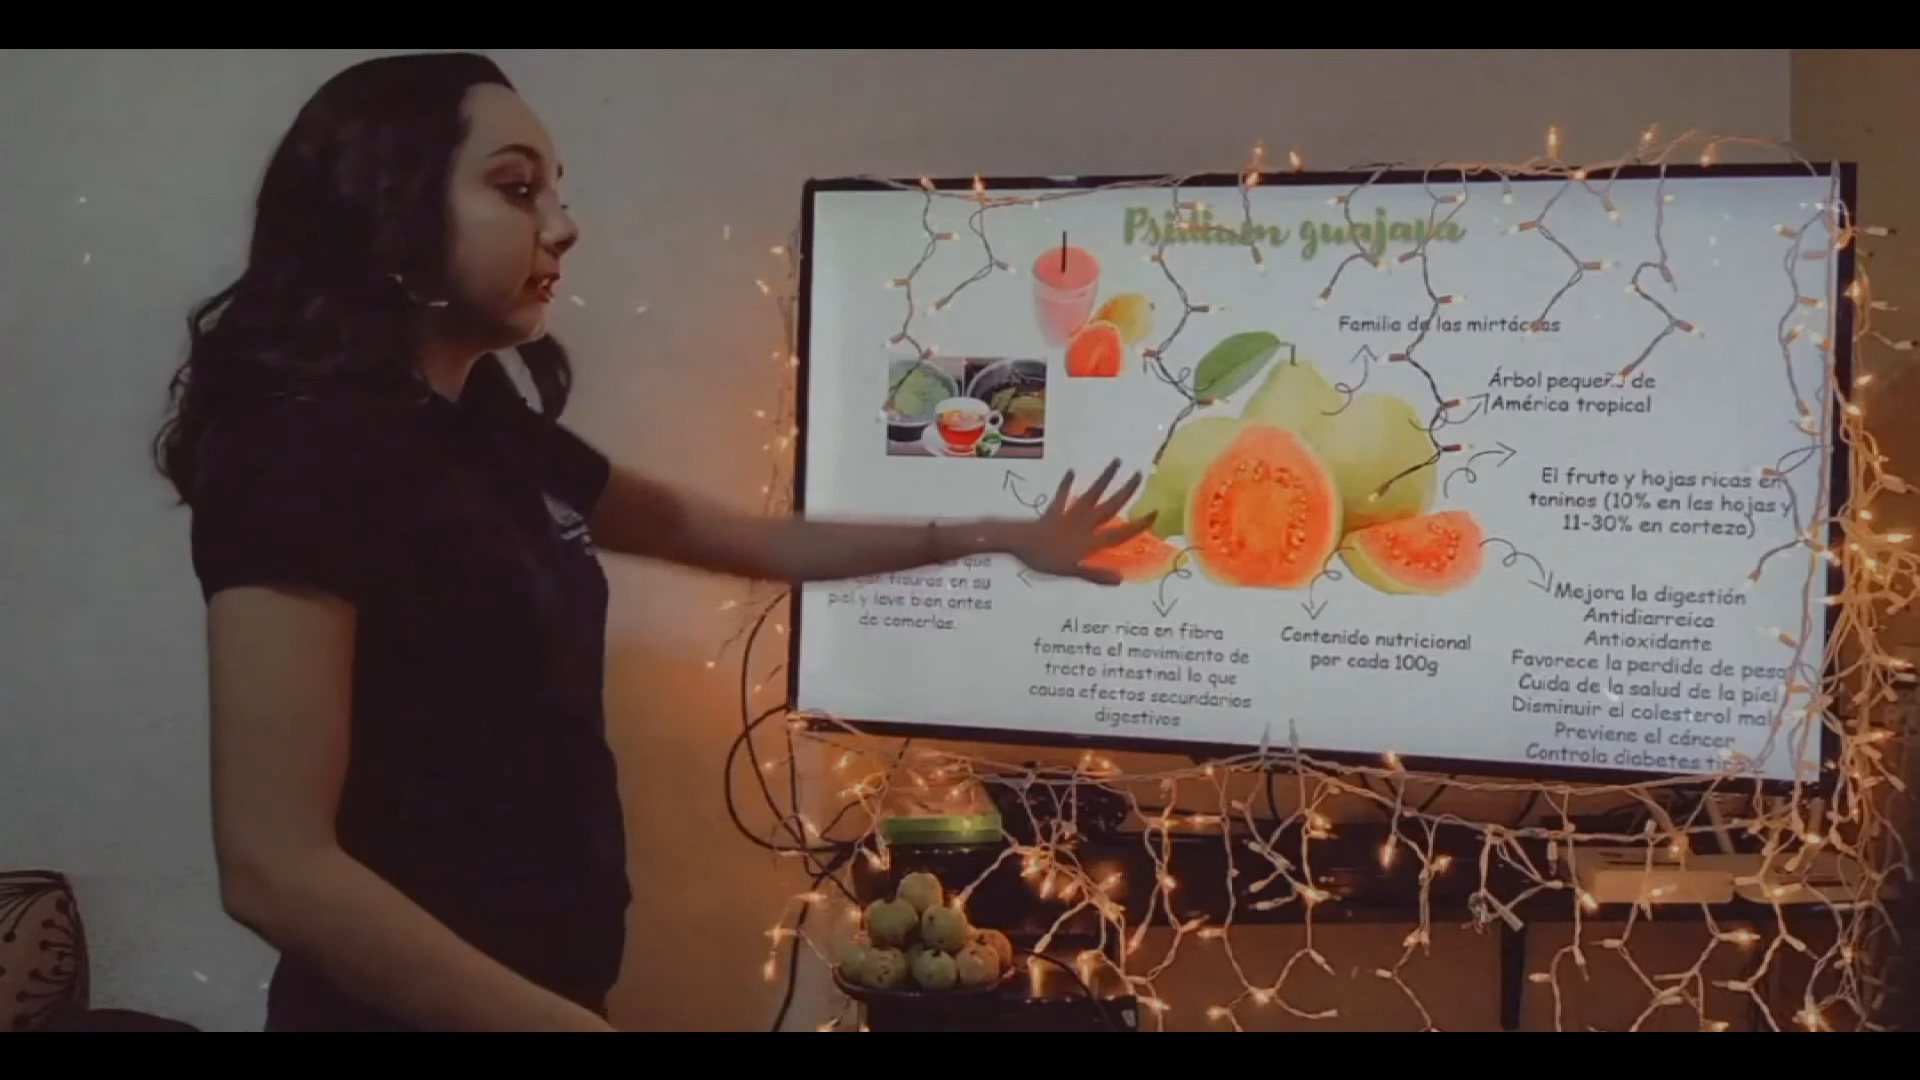 Psidium guajava
Familia de las mirtáceas
Árbol pequeño de
América tropical
El fruto y hojas ricas en
taninos (10% en las hojas y
11-30% en corteza)
Mejora la digestión
Antidiarreica
Antioxidante
Favorece la perdida de peso
Cuida de la salud de la piel
Disminuir el colesterol malo
Previene el cáncer
Controla diabetes
Contenido nutricional
por cada 100g
Al ser rica en fibra
fomenta el movimiento de
tracto intestinal lo que
causa efectos secundarios
digestivos
que
en su
piel y lave bien antes
de comerlas.